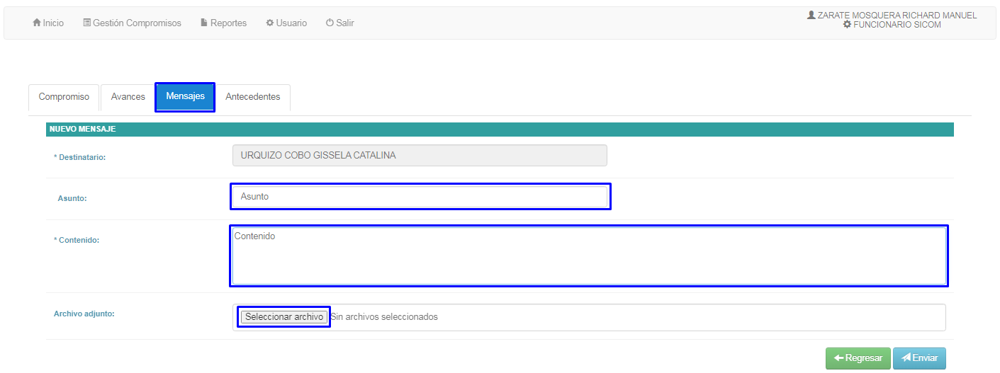 Inicio Gestión Compromisos Reportes Usuario Salir
ZARATE MOSQUERA RICHARD MANUEL
FUNCIONARIO SICOM
Compromiso Avances Mensajes Antecedentes
NUEVO MENSAJE
* Destinatario: URQUIZO COBO GISSELA CATALINA
Asunto: Asunto
* Contenido: Contenido
Archivo adjunto: Seleccionar archivo Sin archivos seleccionados
Regresar Enviar